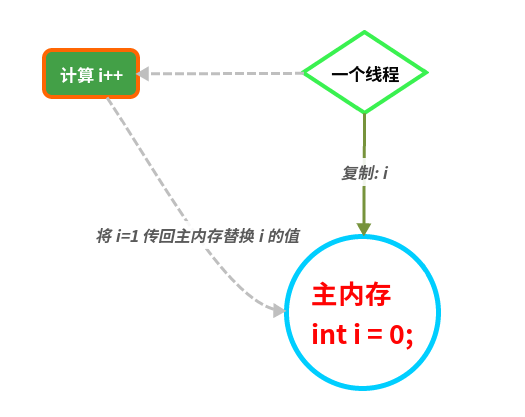 计算 i++
一个线程
复制: i
将 i=1 传回主内存替换 i 的值
主内存
int i = 0;